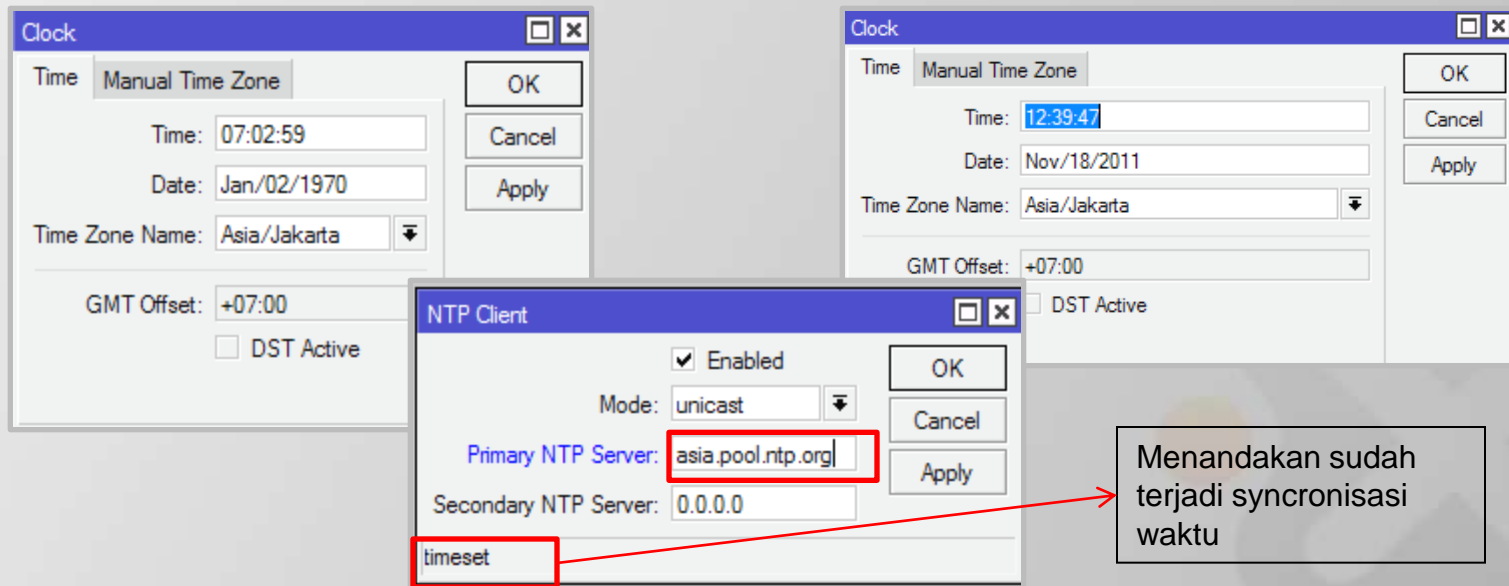 Clock
Time Manual Time Zone
Time: 07:02:59
Date: Jan/02/1970
Time Zone Name: Asia/Jakarta
GMT Offset: +07:00
DST Active
OK
Cancel
Apply
Clock
Time Manual Time Zone
Time: 12:39:47
Date: Nov/18/2011
Time Zone Name: Asia/Jakarta
GMT Offset: +07:00
DST Active
OK
Cancel
Apply
NTP Client
Enabled
Mode: unicast
Primary NTP Server: asia.pool.ntp.org
Secondary NTP Server: 0.0.0.0
timeset
OK
Cancel
Apply
Menandakan sudah
terjadi syncronisasi
waktu